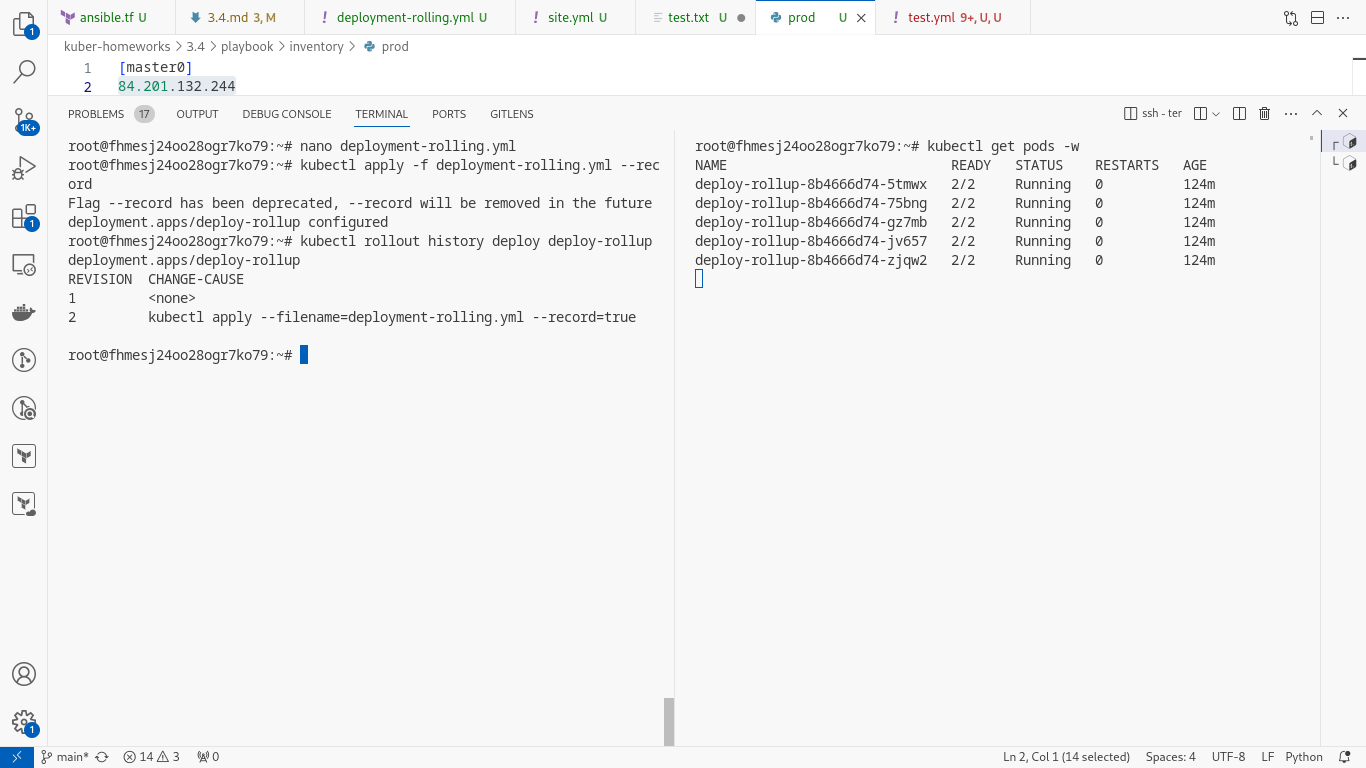 ansible.tf U
3.4.md 3, M
! deployment-rolling.yml U
! site.yml U
test.txt U
prod U
! test.yml 9+, U, U
kuber-homeworks > 3.4 > playbook > inventory > prod
1 [master0]
2 84.201.132.244
PROBLEMS 17 OUTPUT DEBUG CONSOLE TERMINAL PORTS GITLENS
ssh - ter
root@fhmesj24oo28ogr7ko79:~# nano deployment-rolling.yml
root@fhmesj24oo28ogr7ko79:~# kubectl apply -f deployment-rolling.yml --rec
ord
Flag --record has been deprecated, --record will be removed in the future
deployment.apps/deploy-rollup configured
root@fhmesj24oo28ogr7ko79:~# kubectl rollout history deploy deploy-rollup
deployment.apps/deploy-rollup
REVISION  CHANGE-CAUSE
1         <none>
2         kubectl apply --filename=deployment-rolling.yml --record=true
root@fhmesj24oo28ogr7ko79:~#
root@fhmesj24oo28ogr7ko79:~# kubectl get pods -w
NAME                            READY   STATUS    RESTARTS   AGE
deploy-rollup-8b4666d74-5tmwx   2/2     Running   0          124m
deploy-rollup-8b4666d74-75bng   2/2     Running   0          124m
deploy-rollup-8b4666d74-gz7mb   2/2     Running   0          124m
deploy-rollup-8b4666d74-jv657   2/2     Running   0          124m
deploy-rollup-8b4666d74-zjqw2   2/2     Running   0          124m
1
1K+
1
1
main* 14 3 0
Ln 2, Col 1 (14 selected) Spaces: 4 UTF-8 LF Python